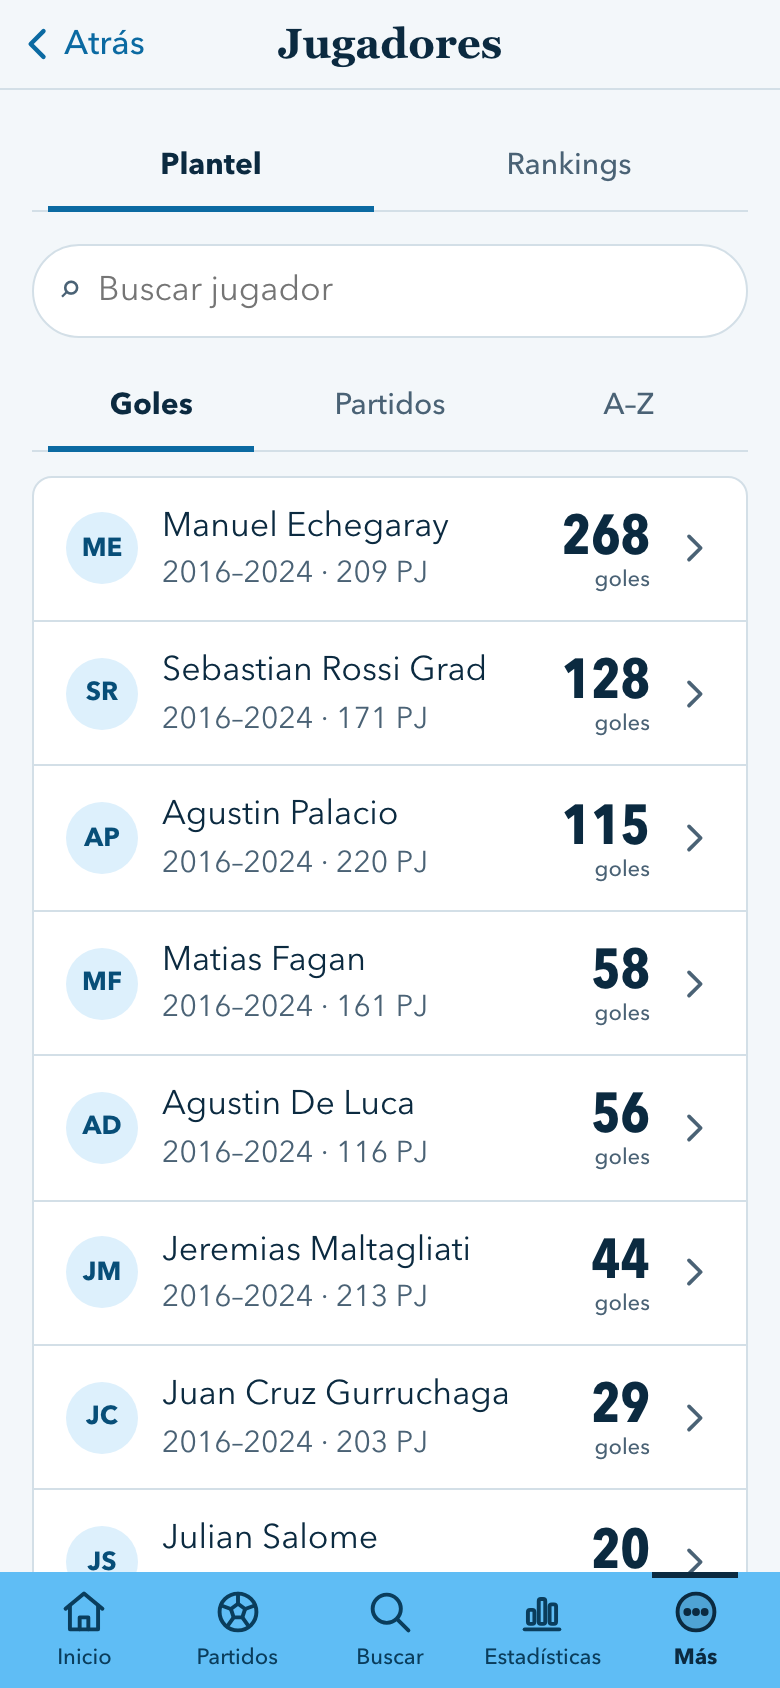 Atrás
Jugadores
Plantel
Rankings
Buscar jugador
Goles
Partidos
A–Z
ME
Manuel Echegaray
2016–2024 · 209 PJ
268
goles
SR
Sebastian Rossi Grad
2016–2024 · 171 PJ
128
goles
AP
Agustin Palacio
2016–2024 · 220 PJ
115
goles
MF
Matias Fagan
2016–2024 · 161 PJ
58
goles
AD
Agustin De Luca
2016–2024 · 116 PJ
56
goles
JM
Jeremias Maltagliati
2016–2024 · 213 PJ
44
goles
JC
Juan Cruz Gurruchaga
2016–2024 · 203 PJ
29
goles
JS
Julian Salome
20
Inicio
Partidos
Buscar
Estadísticas
Más